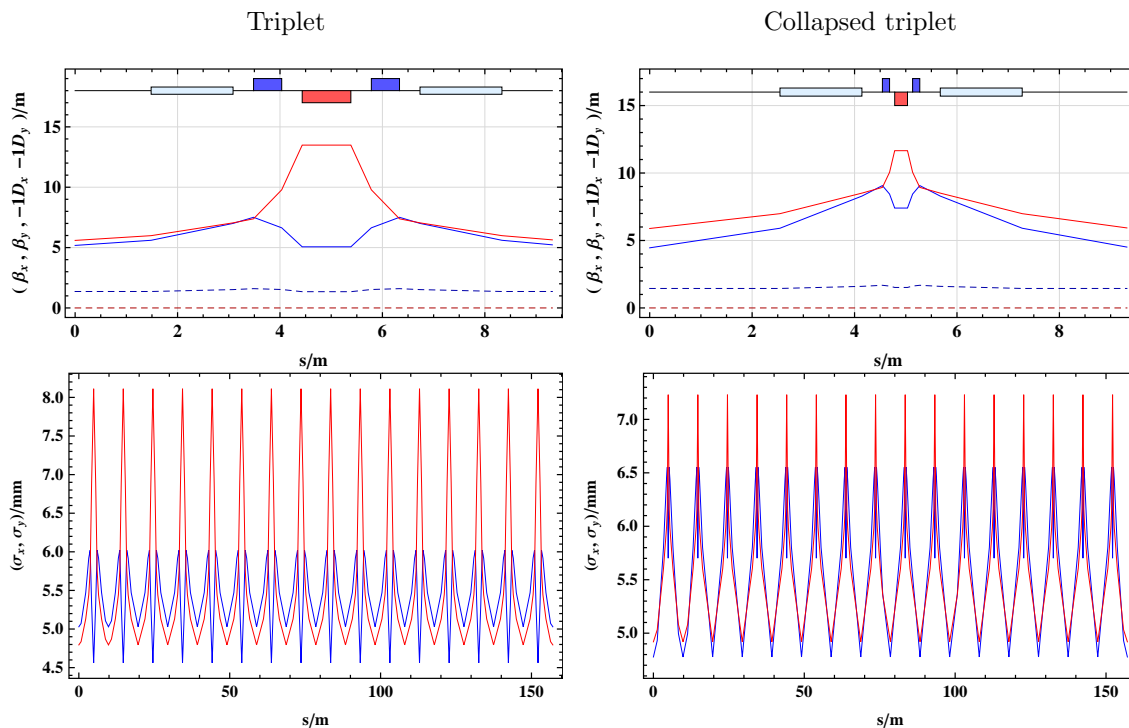 Triplet
Collapsed triplet
( βx , βy , -1Dx -1Dy )/m
15
10
5
0
0 2 4 6 8
s/m
( βx , βy , -1Dx -1Dy )/m
15
10
5
0
0 2 4 6 8
s/m
(σx, σy)/mm
8.0
7.5
7.0
6.5
6.0
5.5
5.0
4.5
0 50 100 150
s/m
(σx, σy)/mm
7.0
6.5
6.0
5.5
5.0
0 50 100 150
s/m